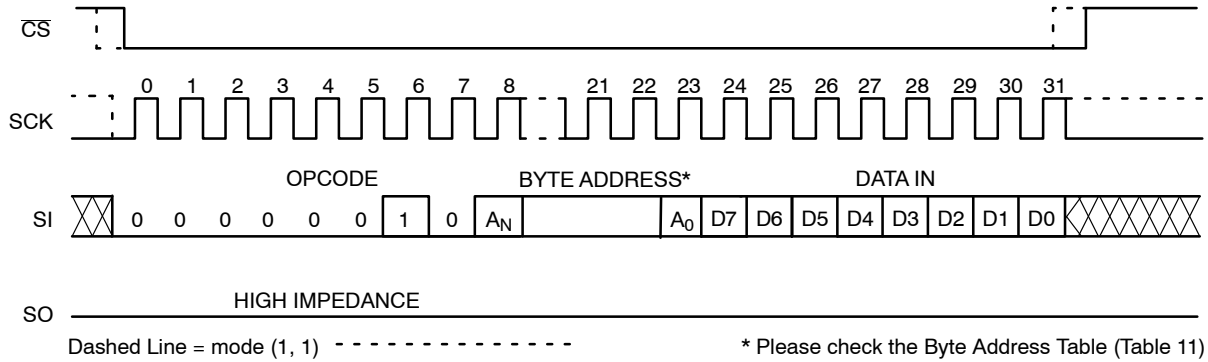 CS
0 1 2 3 4 5 6 7 8 21 22 23 24 25 26 27 28 29 30 31
SCK
OPCODE BYTE ADDRESS* DATA IN
SI 0 0 0 0 0 0 1 0 AN A0 D7 D6 D5 D4 D3 D2 D1 D0
HIGH IMPEDANCE
SO
Dashed Line = mode (1, 1) * Please check the Byte Address Table (Table 11)